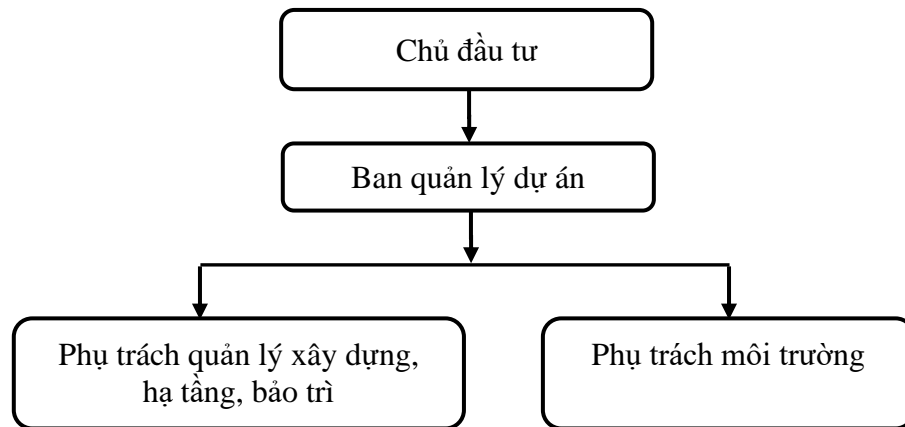 Chủ đầu tư
Ban quản lý dự án
Phụ trách quản lý xây dựng,
hạ tầng, bảo trì
Phụ trách môi trường